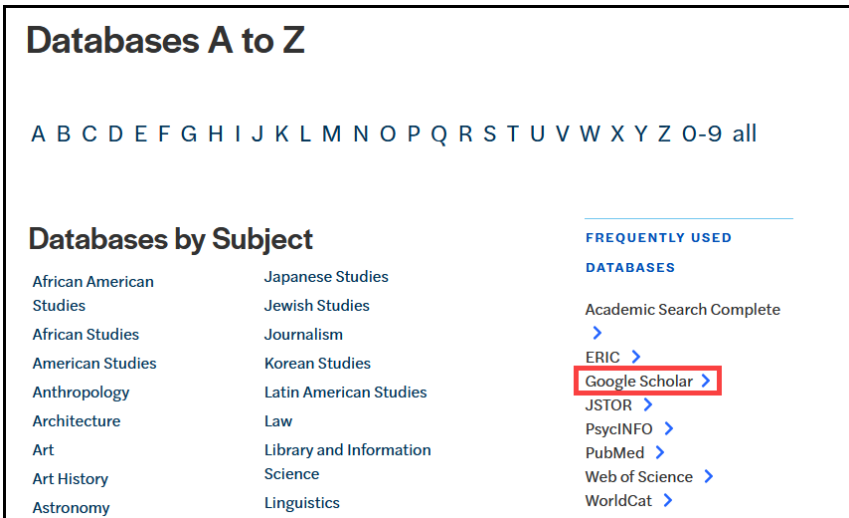 Databases A to Z
A B C D E F G H I J K L M N O P Q R S T U V W X Y Z 0-9 all
Databases by Subject
African American
Studies
African Studies
American Studies
Anthropology
Architecture
Art
Art History
Astronomy
Japanese Studies
Jewish Studies
Journalism
Korean Studies
Latin American Studies
Law
Library and Information
Science
Linguistics
FREQUENTLY USED
DATABASES
Academic Search Complete
ERIC
Google Scholar
JSTOR
PsycINFO
PubMed
Web of Science
WorldCat